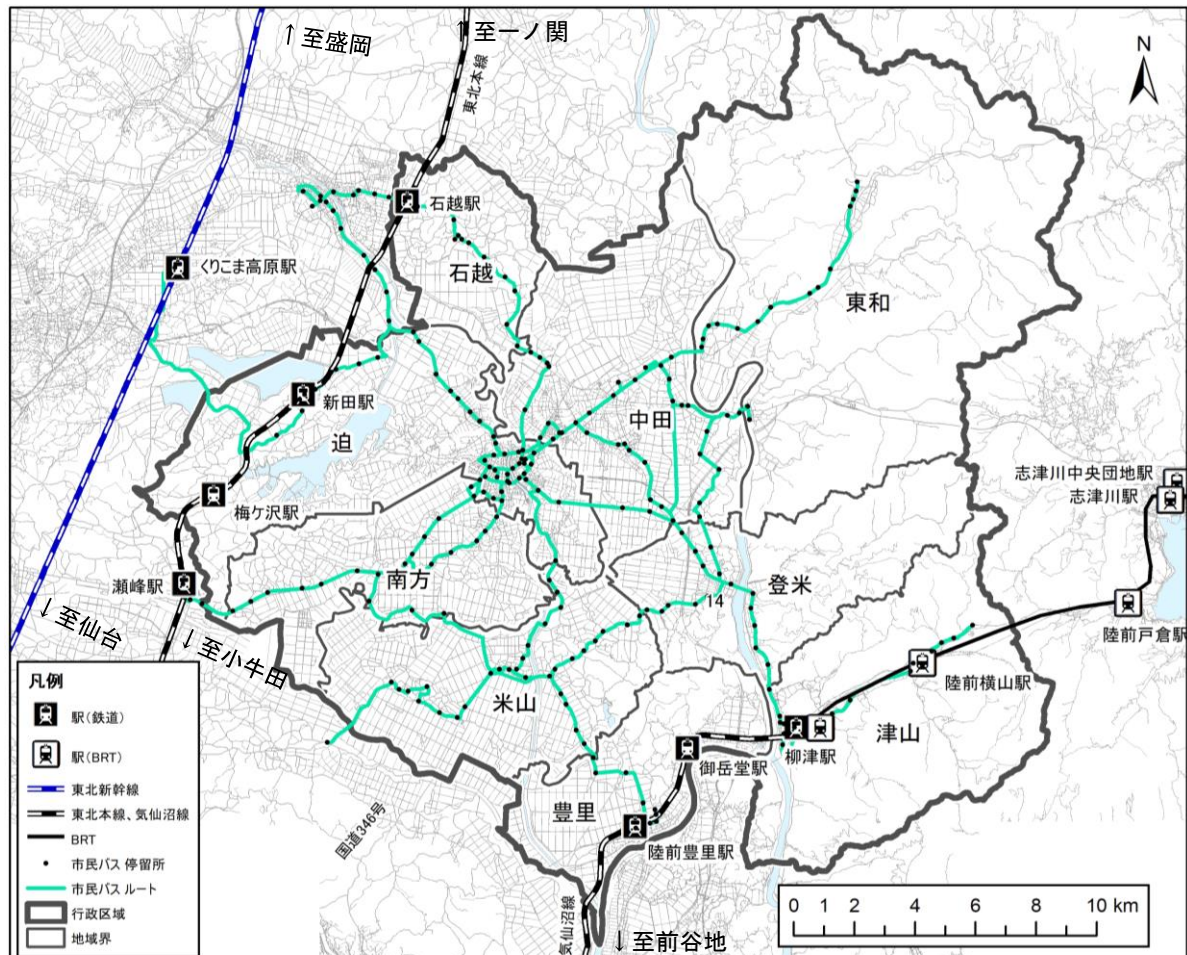 ↑至盛岡
↑至一ノ関
東北本線
N
石越駅
くりこま高原駅
石越
東和
新田駅
中田
迫
志津川中央団地駅
志津川駅
梅ケ沢駅
南方
瀬峰駅
登米
14
陸前戸倉駅
↓至仙台
↓至小牛田
陸前横山駅
米山
津山
柳津駅
御岳堂駅
豊里
陸前豊里駅
国道346号
気仙沼線
↓至前谷地
凡例
駅(鉄道)
駅(BRT)
東北新幹線
東北本線、気仙沼線
BRT
市民バス 停留所
市民バス ルート
行政区域
地域界
0 1 2 4 6 8 10 km